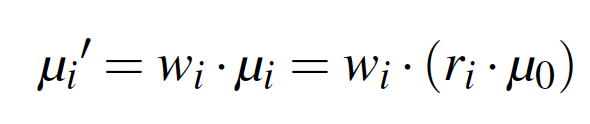 μᵢ′ = wᵢ · μᵢ = wᵢ · (rᵢ · μ₀)